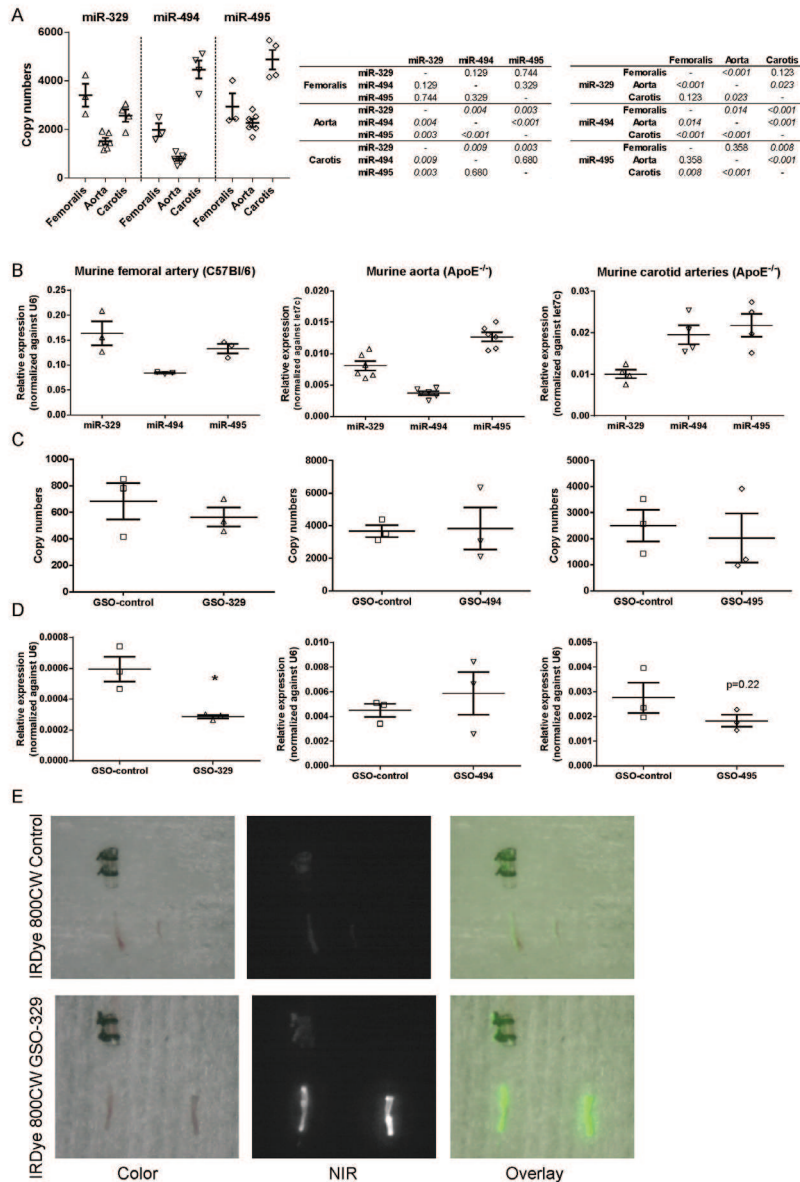 A
miR-329 miR-494 miR-495
Copy numbers
6000
4000
2000
0
Femoralis Aorta Carotis Femoralis Aorta Carotis Femoralis Aorta Carotis
miR-329 miR-494 miR-495
Femoralis miR-329 - 0.129 0.744
miR-494 0.129 - 0.329
miR-495 0.744 0.329 -
Aorta miR-329 - 0.004 0.003
miR-494 0.004 - <0.001
miR-495 0.003 <0.001 -
Carotis miR-329 - 0.009 0.003
miR-494 0.009 - 0.680
miR-495 0.003 0.680 -
Femoralis Aorta Carotis
miR-329 Femoralis - <0.001 0.123
Aorta <0.001 - 0.023
Carotis 0.123 0.023 -
miR-494 Femoralis - 0.014 <0.001
Aorta 0.014 - <0.001
Carotis <0.001 <0.001 -
miR-495 Femoralis - 0.358 0.008
Aorta 0.358 - <0.001
Carotis 0.008 <0.001 -
B
Murine femoral artery (C57Bl/6)
Relative expression
(normalized against U6)
0.25
0.20
0.15
0.10
0.05
0.00
miR-329 miR-494 miR-495
Murine aorta (ApoE-/-)
Relative expression
(normalized against let7c)
0.020
0.015
0.010
0.005
0.000
miR-329 miR-494 miR-495
Murine carotid arteries (ApoE-/-)
Relative expression
(normalized against let7c)
0.03
0.02
0.01
0.00
miR-329 miR-494 miR-495
C
Copy numbers
1000
800
600
400
200
0
GSO-control GSO-329
Copy numbers
8000
6000
4000
2000
0
GSO-control GSO-494
Copy numbers
5000
4000
3000
2000
1000
0
GSO-control GSO-495
D
Relative expression
(normalized against U6)
0.0008
0.0006
0.0004
0.0002
0.0000
*
GSO-control GSO-329
Relative expression
(normalized against U6)
0.010
0.008
0.006
0.004
0.002
0.000
GSO-control GSO-494
Relative expression
(normalized against U6)
0.005
0.004
0.003
0.002
0.001
0.000
p=0.22
GSO-control GSO-495
E
IRDye 800CW Control
IRDye 800CW GSO-329
Color NIR Overlay